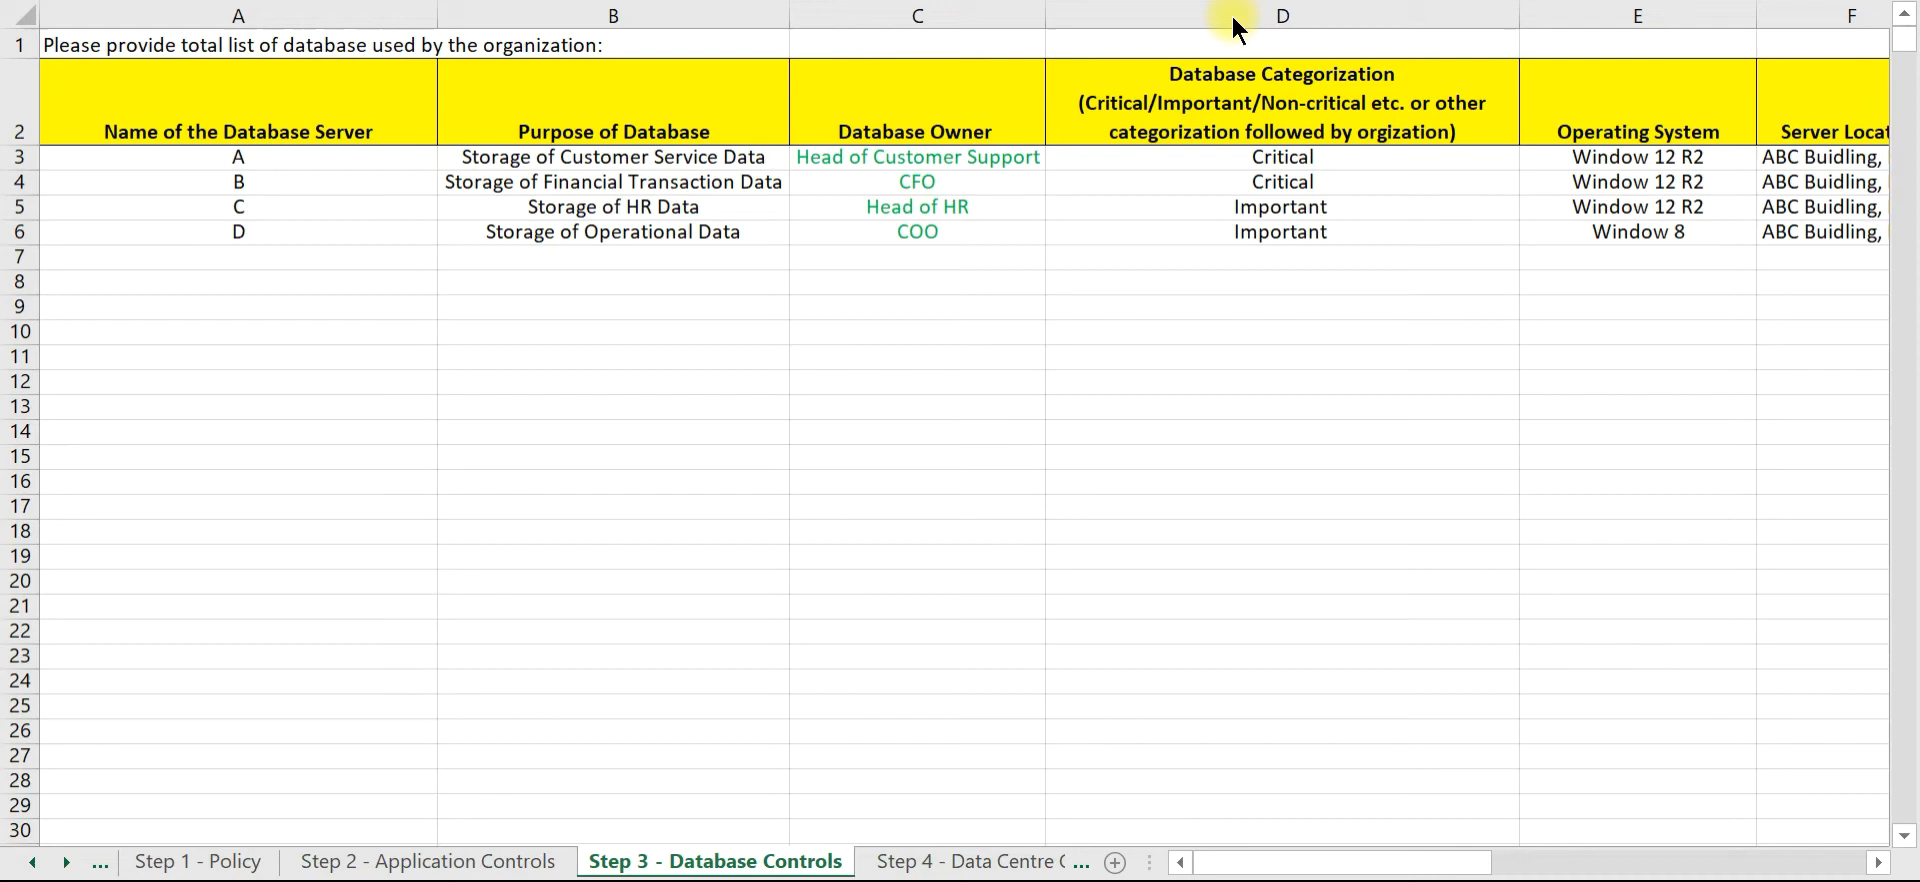 A B C D E F
1 Please provide total list of database used by the organization:
Database Categorization
(Critical/Important/Non-critical etc. or other
2 Name of the Database Server Purpose of Database Database Owner categorization followed by orgization) Operating System Server Locat
3 A Storage of Customer Service Data Head of Customer Support Critical Window 12 R2 ABC Buidling,
4 B Storage of Financial Transaction Data CFO Critical Window 12 R2 ABC Buidling,
5 C Storage of HR Data Head of HR Important Window 12 R2 ABC Buidling,
6 D Storage of Operational Data COO Important Window 8 ABC Buidling,
7
8
9
10
11
12
13
14
15
16
17
18
19
20
21
22
23
24
25
26
27
28
29
30
... Step 1 - Policy Step 2 - Application Controls Step 3 - Database Controls Step 4 - Data Centre ( ...